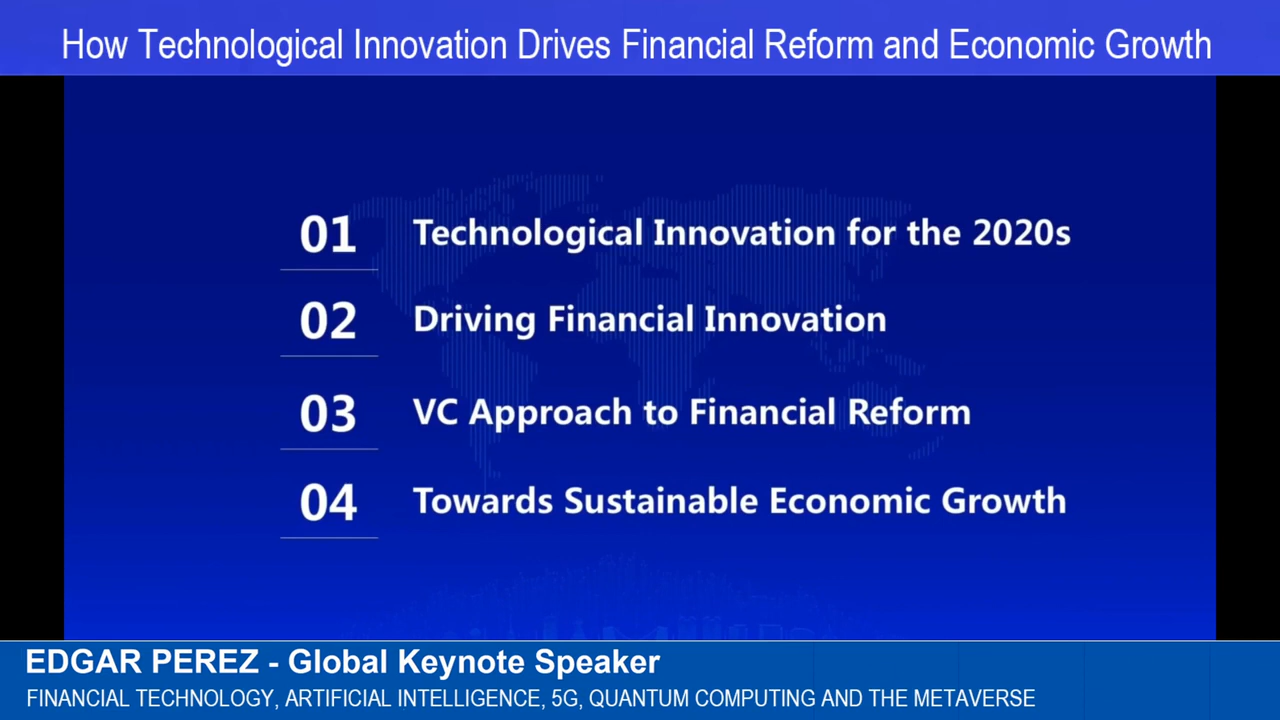 How Technological Innovation Drives Financial Reform and Economic Growth
01 Technological Innovation for the 2020s
02 Driving Financial Innovation
03 VC Approach to Financial Reform
04 Towards Sustainable Economic Growth
EDGAR PEREZ - Global Keynote Speaker
FINANCIAL TECHNOLOGY, ARTIFICIAL INTELLIGENCE, 5G, QUANTUM COMPUTING AND THE METAVERSE